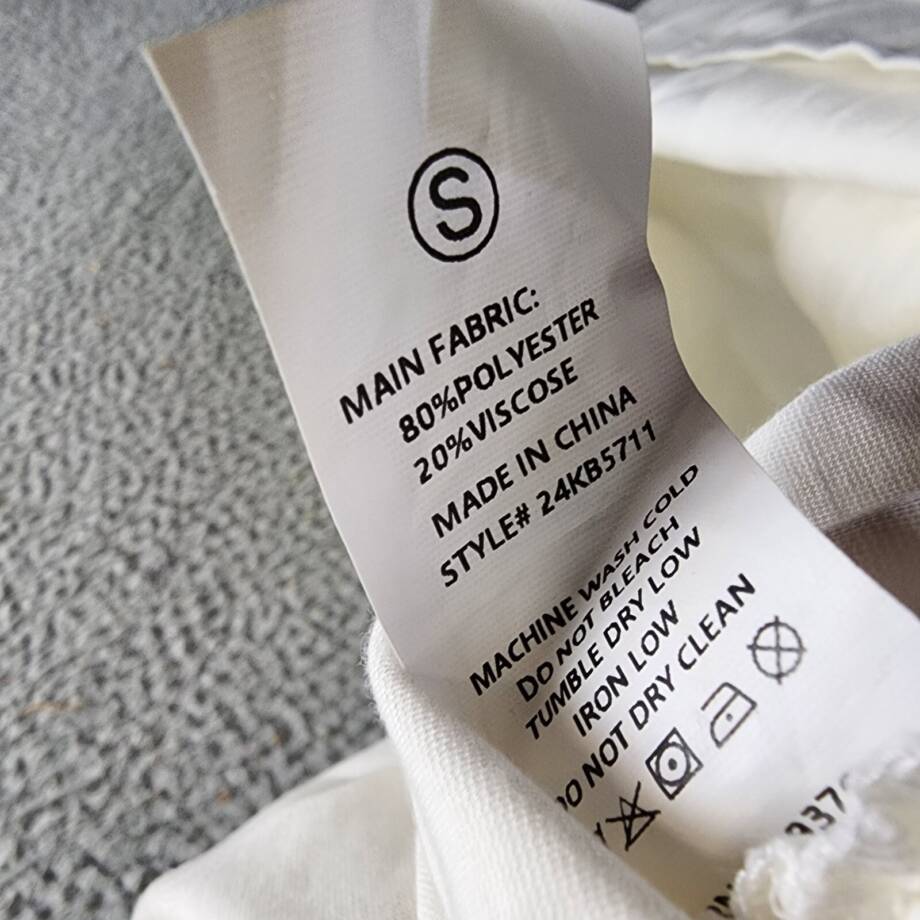 S
MAIN FABRIC:
80%POLYESTER
20%VISCOSE
MADE IN CHINA
STYLE# 24KB5711
MACHINE WASH COLD
DO NOT BLEACH
TUMBLE DRY LOW
IRON LOW
DO NOT DRY CLEAN